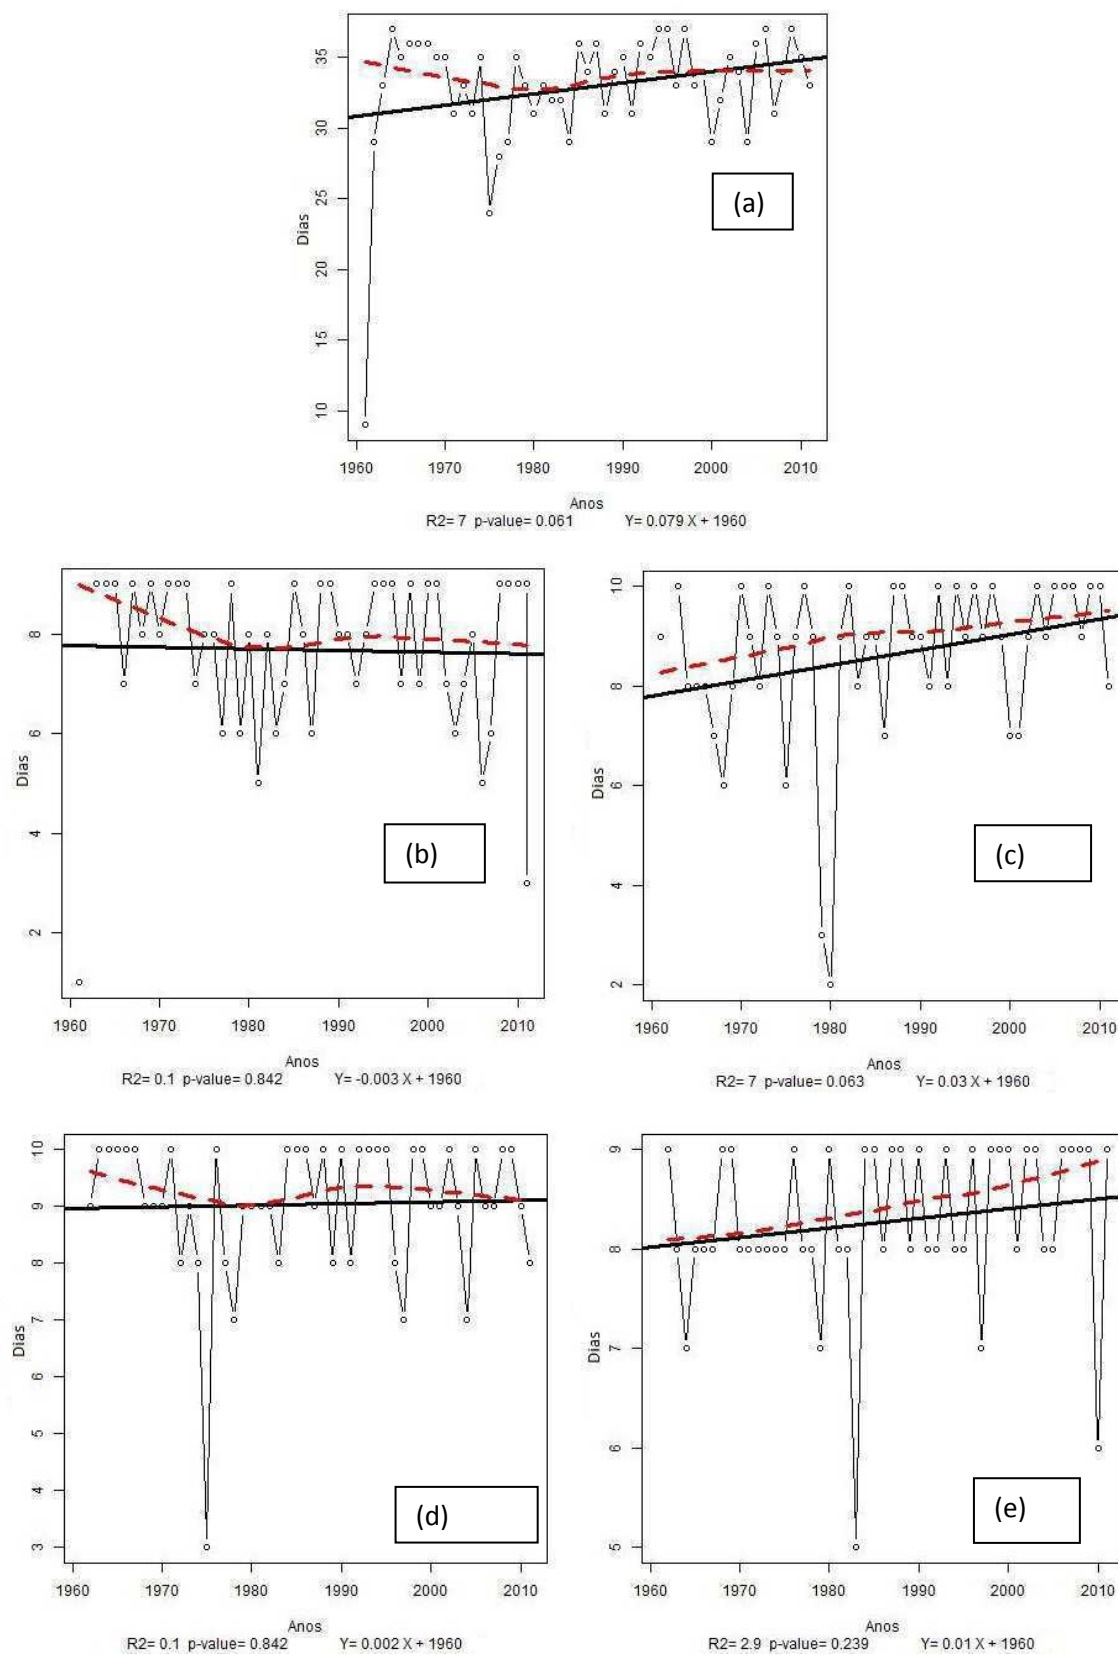 35
30
25
20
15
10
Dias
(a)
1960 1970 1980 1990 2000 2010
Anos
R2= 7 p-value= 0.061 Y= 0.079 X + 1960
8
6
4
2
Dias
(b)
1960 1970 1980 1990 2000 2010
Anos
R2= 0.1 p-value= 0.842 Y= -0.003 X + 1960
10
8
6
4
2
Dias
(c)
1960 1970 1980 1990 2000 2010
Anos
R2= 7 p-value= 0.063 Y= 0.03 X + 1960
10
9
8
7
6
5
4
3
Dias
(d)
1960 1970 1980 1990 2000 2010
Anos
R2= 0.1 p-value= 0.842 Y= 0.002 X + 1960
9
8
7
6
5
Dias
(e)
1960 1970 1980 1990 2000 2010
Anos
R2= 2.9 p-value= 0.239 Y= 0.01 X + 1960